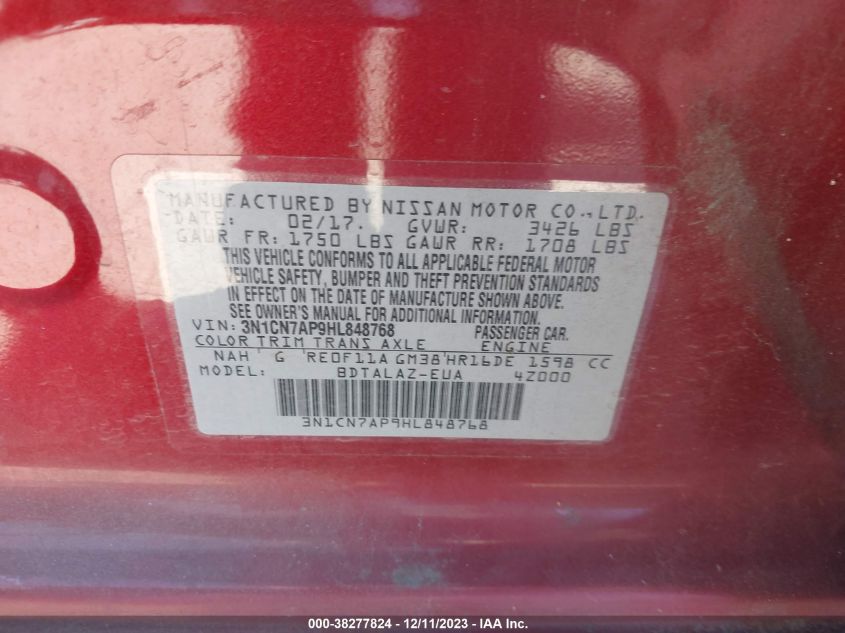 MANUFACTURED BY NISSAN MOTOR CO., LTD.
DATE: 02/17. GVWR: 3426 LBS
GAWR FR: 1750 LBS GAWR RR: 1708 LBS
THIS VEHICLE CONFORMS TO ALL APPLICABLE FEDERAL MOTOR
VEHICLE SAFETY, BUMPER AND THEFT PREVENTION STANDARDS
IN EFFECT ON THE DATE OF MANUFACTURE SHOWN ABOVE.
SEE OWNER'S MANUAL FOR ADDITIONAL INFORMATION.
VIN: 3N1CN7AP9HL848768 PASSENGER CAR.
COLOR TRIM TRANS AXLE ENGINE
NAH G RE0F11A GM38 HR16DE 1598 CC
MODEL: BDTALAZ-EUA 4Z000
3N1CN7AP9HL848768
000-38277824 - 12/11/2023 - IAA Inc.